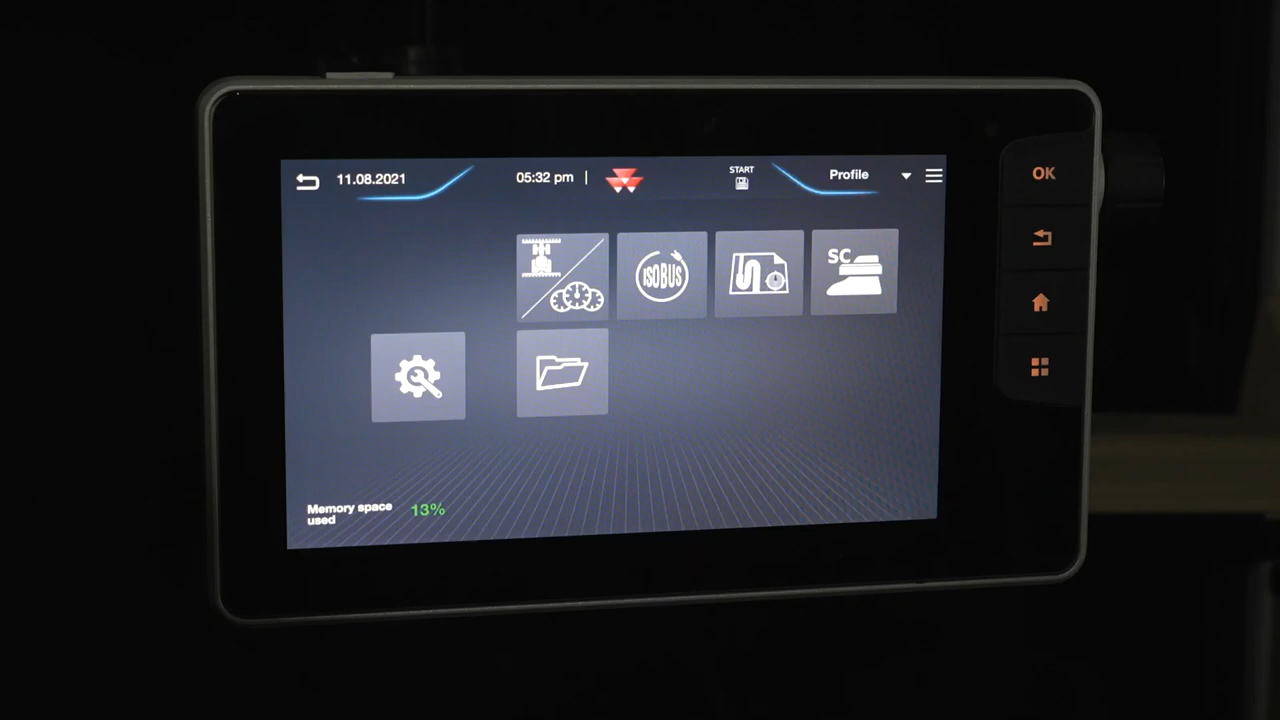 11.08.2021
05:32 pm |
START
Profile
OK
ISOBUS
SC
Memory space
used
13%